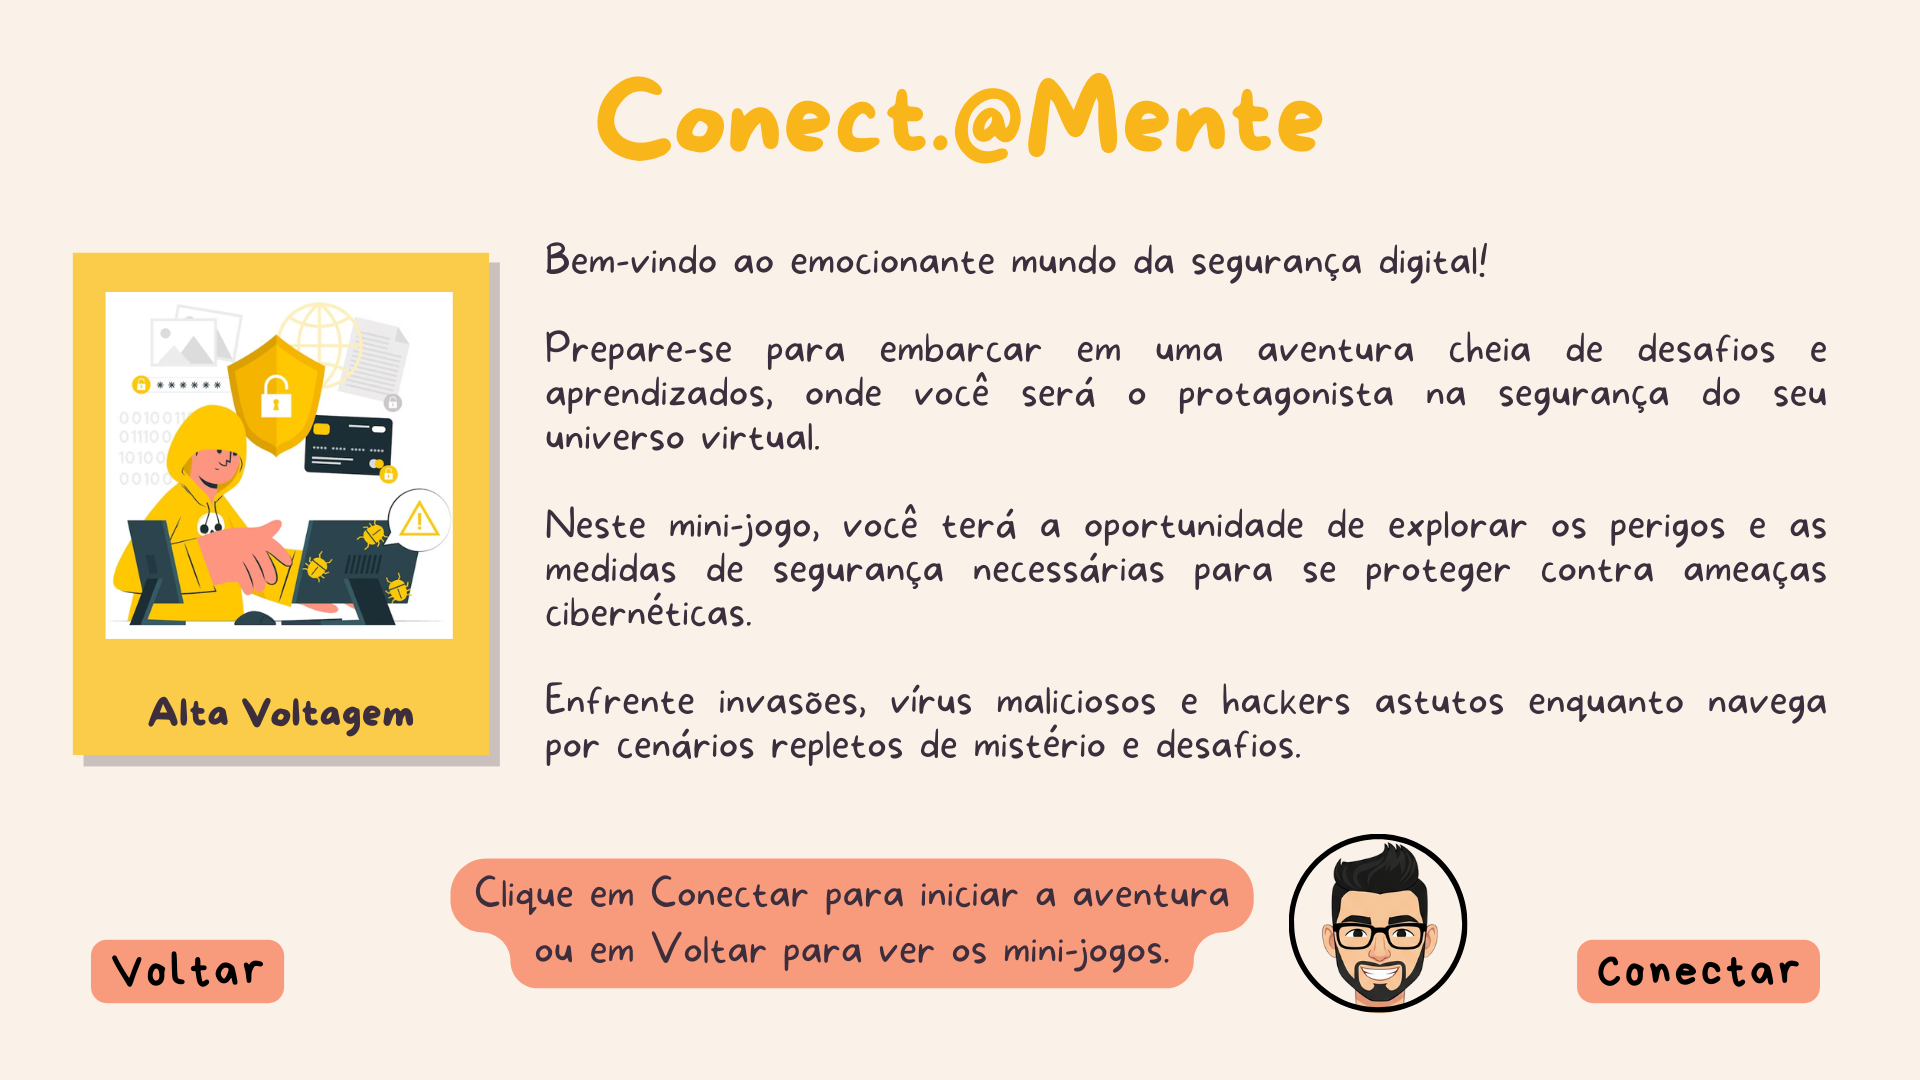 Conect.@Mente
Bem-vindo ao emocionante mundo da segurança digital!
Prepare-se para embarcar em uma aventura cheia de desafios e
aprendizados, onde você será o protagonista na segurança do seu
universo virtual.
Neste mini-jogo, você terá a oportunidade de explorar os perigos e as
medidas de segurança necessárias para se proteger contra ameaças
cibernéticas.
Enfrente invasões, vírus maliciosos e hackers astutos enquanto navega
por cenários repletos de mistério e desafios.
******
001001
01110
1010
0010
!
Alta Voltagem
Clique em Conectar para iniciar a aventura
ou em Voltar para ver os mini-jogos.
Voltar
Conectar